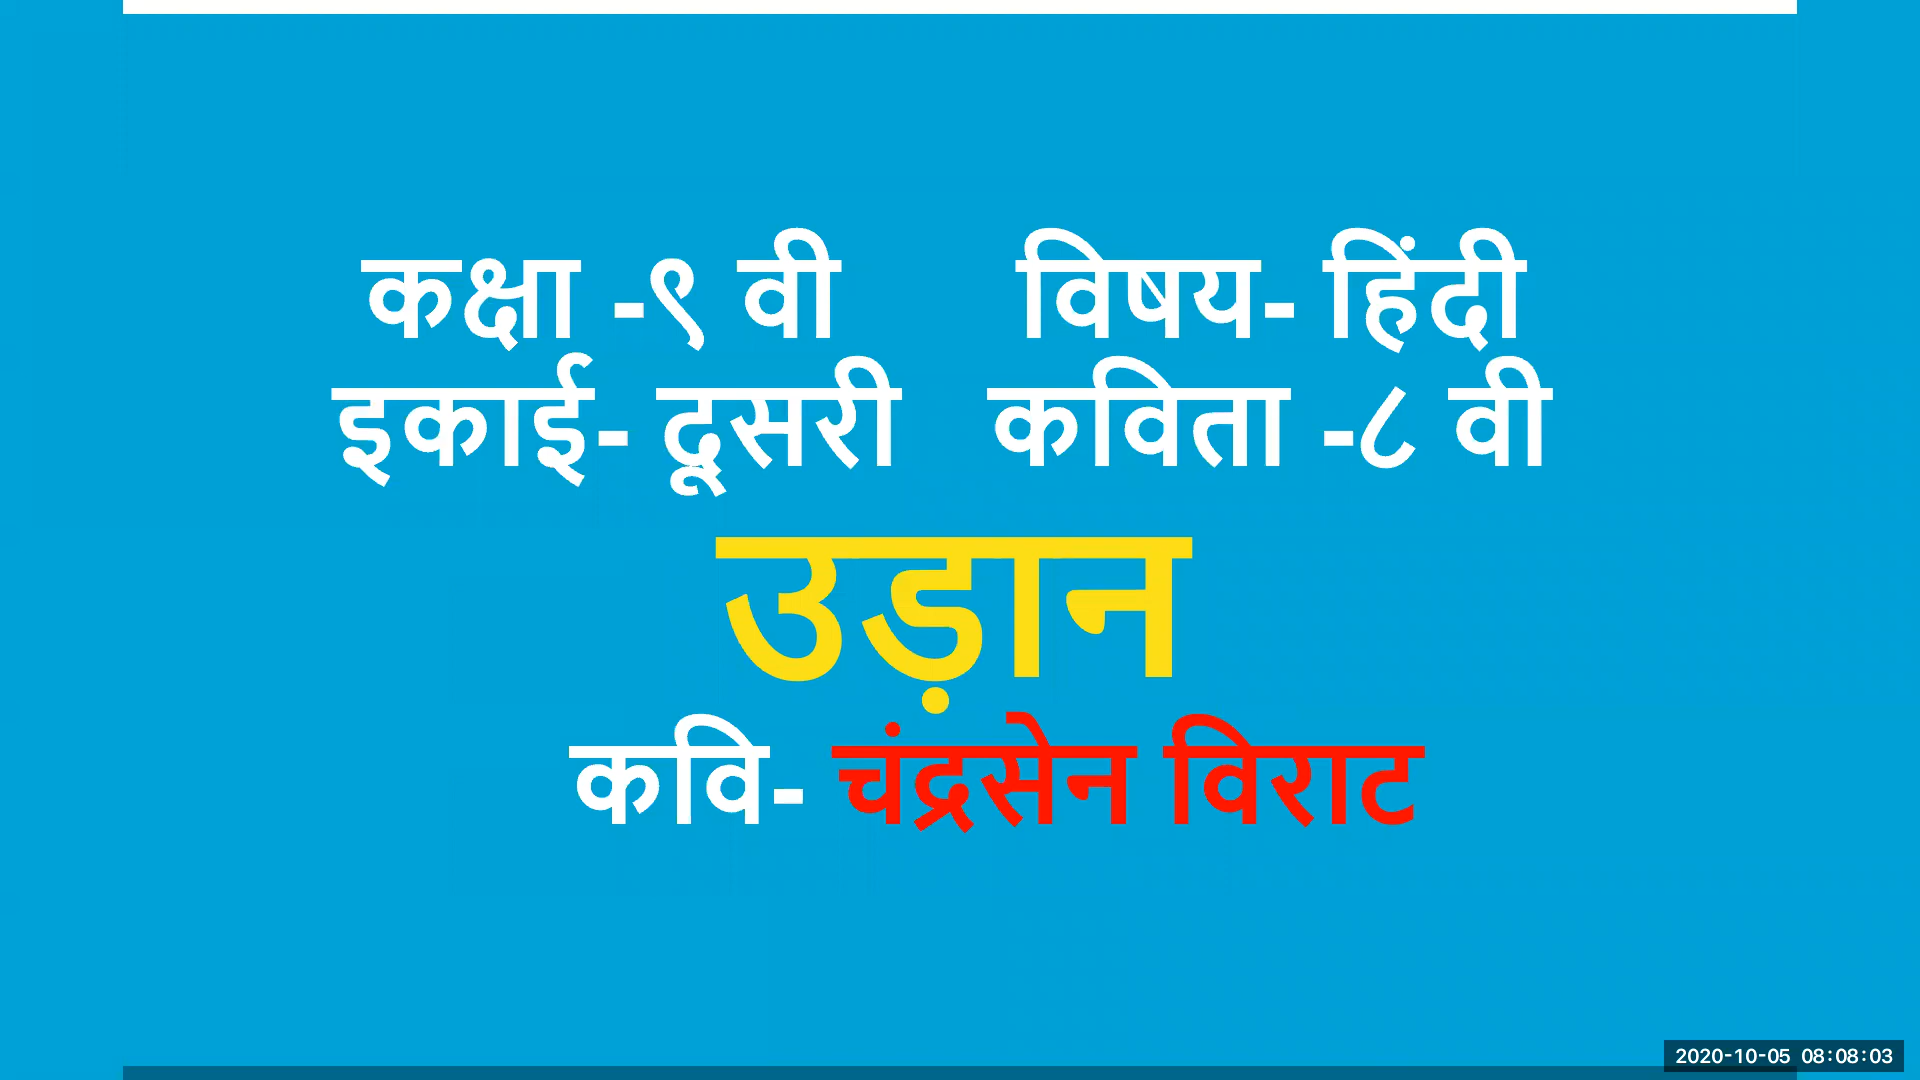 कक्षा -९ वी विषय- हिंदी
इकाई- दूसरी कविता -८ वी
उड़ान
कवि- चंद्रसेन विराट
2020-10-05 08:08:03